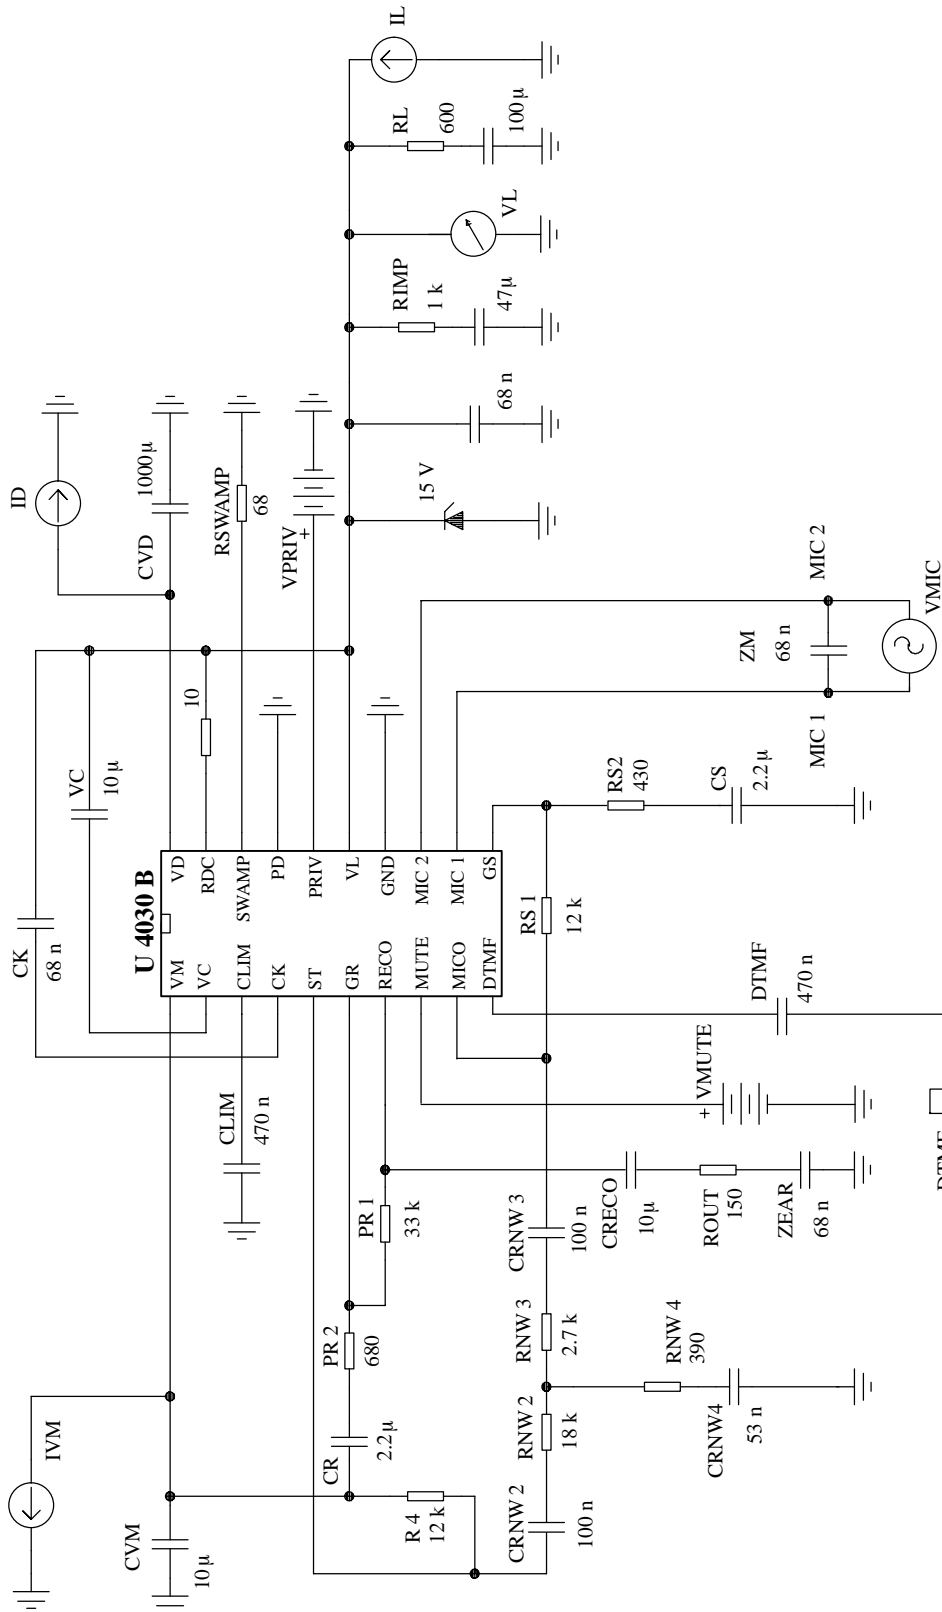 IL
RL
600
100μ
VL
RIMP
1 k
47μ
68 n
15 V
ID
CVD
1000μ
RSWAMP
68
VPRIV
+
ZM
68 n
MIC 1
MIC 2
VMIC
10
VC
10μ
CK
68 n
RS2
430
CS
2.2μ
RS 1
12 k
U 4030 B
VM
VC
CLIM
CK
ST
GR
RECO
MUTE
MICO
DTMF
VD
RDC
SWAMP
PD
PRIV
VL
GND
MIC 2
MIC 1
GS
DTMF
470 n
VMUTE
+
CLIM
470 n
PR 1
33 k
CRECO
10μ
ROUT
150
ZEAR
68 n
CRNW 3
100 n
RNW 3
2.7 k
PR 2
680
CR
2.2μ
RNW 4
390
CRNW4
53 n
RNW 2
18 k
CRNW 2
100 n
R 4
12 k
IVM
CVM
10μ